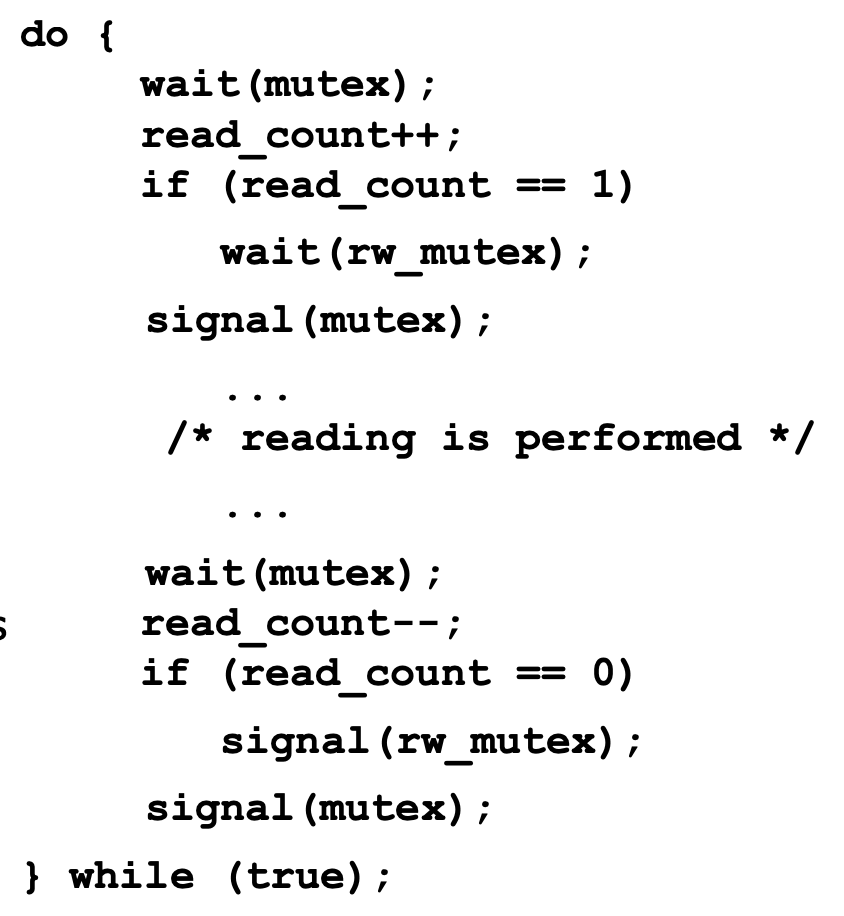 do {
wait(mutex);
read_count++;
if (read_count == 1)
wait(rw_mutex);
signal(mutex);
...
/* reading is performed */
...
wait(mutex);
s
read_count--;
if (read_count == 0)
signal(rw_mutex);
signal(mutex);
} while (true);